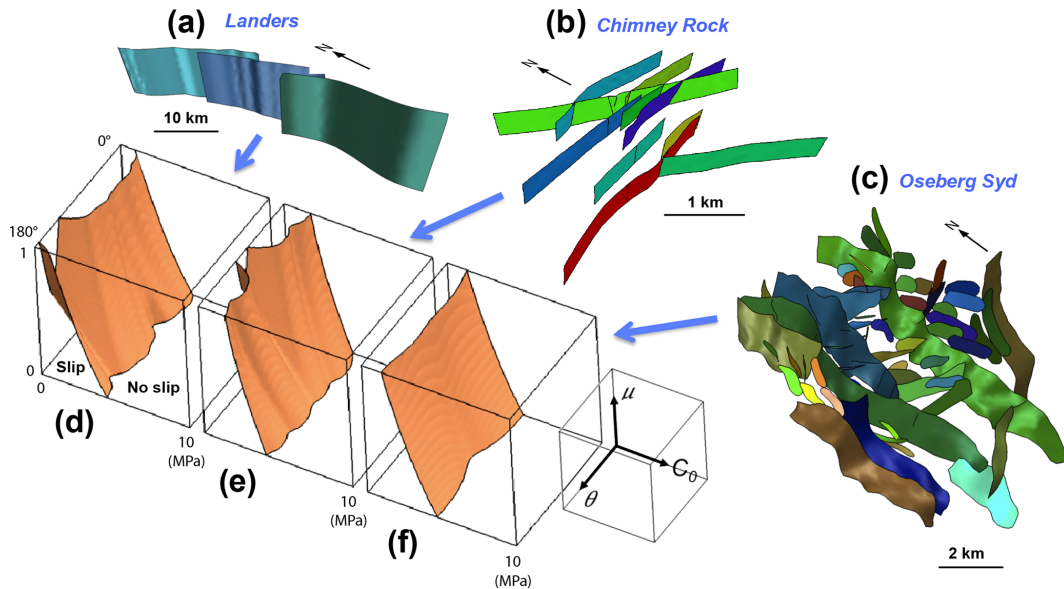 (a) Landers
N
10 km
(b) Chimney Rock
N
1 km
(c) Oseberg Syd
N
2 km
0°
180°
1
0
0
Slip
No slip
10
(MPa)
(d)
10
(MPa)
(e)
10
(MPa)
(f)
μ
C₀
θ